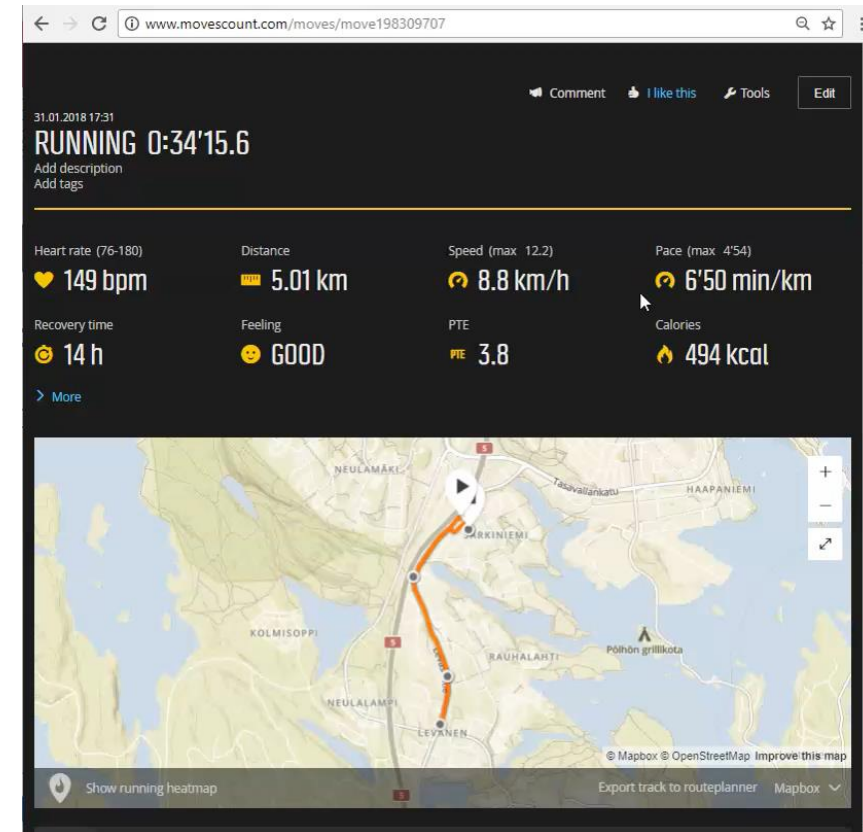 www.movescount.com/moves/move198309707
Comment I like this Tools Edit
31.01.2018 17:31
RUNNING 0:34'15.6
Add description
Add tags
Heart rate (76-180) Distance Speed (max 12.2) Pace (max 4'54)
149 bpm 5.01 km 8.8 km/h 6'50 min/km
Recovery time Feeling PTE Calories
14 h GOOD PTE 3.8 494 kcal
> More
5
NEULAMÄKI
Tasavallankatu
HAAPANIEMI
SÄRKINIEMI
KOLMISOPPI
5
RAUHALAHTI
Pölhön grillikota
NEULALAMPI
LEVÄNEN
© Mapbox © OpenStreetMap Improve this map
Show running heatmap Export track to routeplanner Mapbox
5